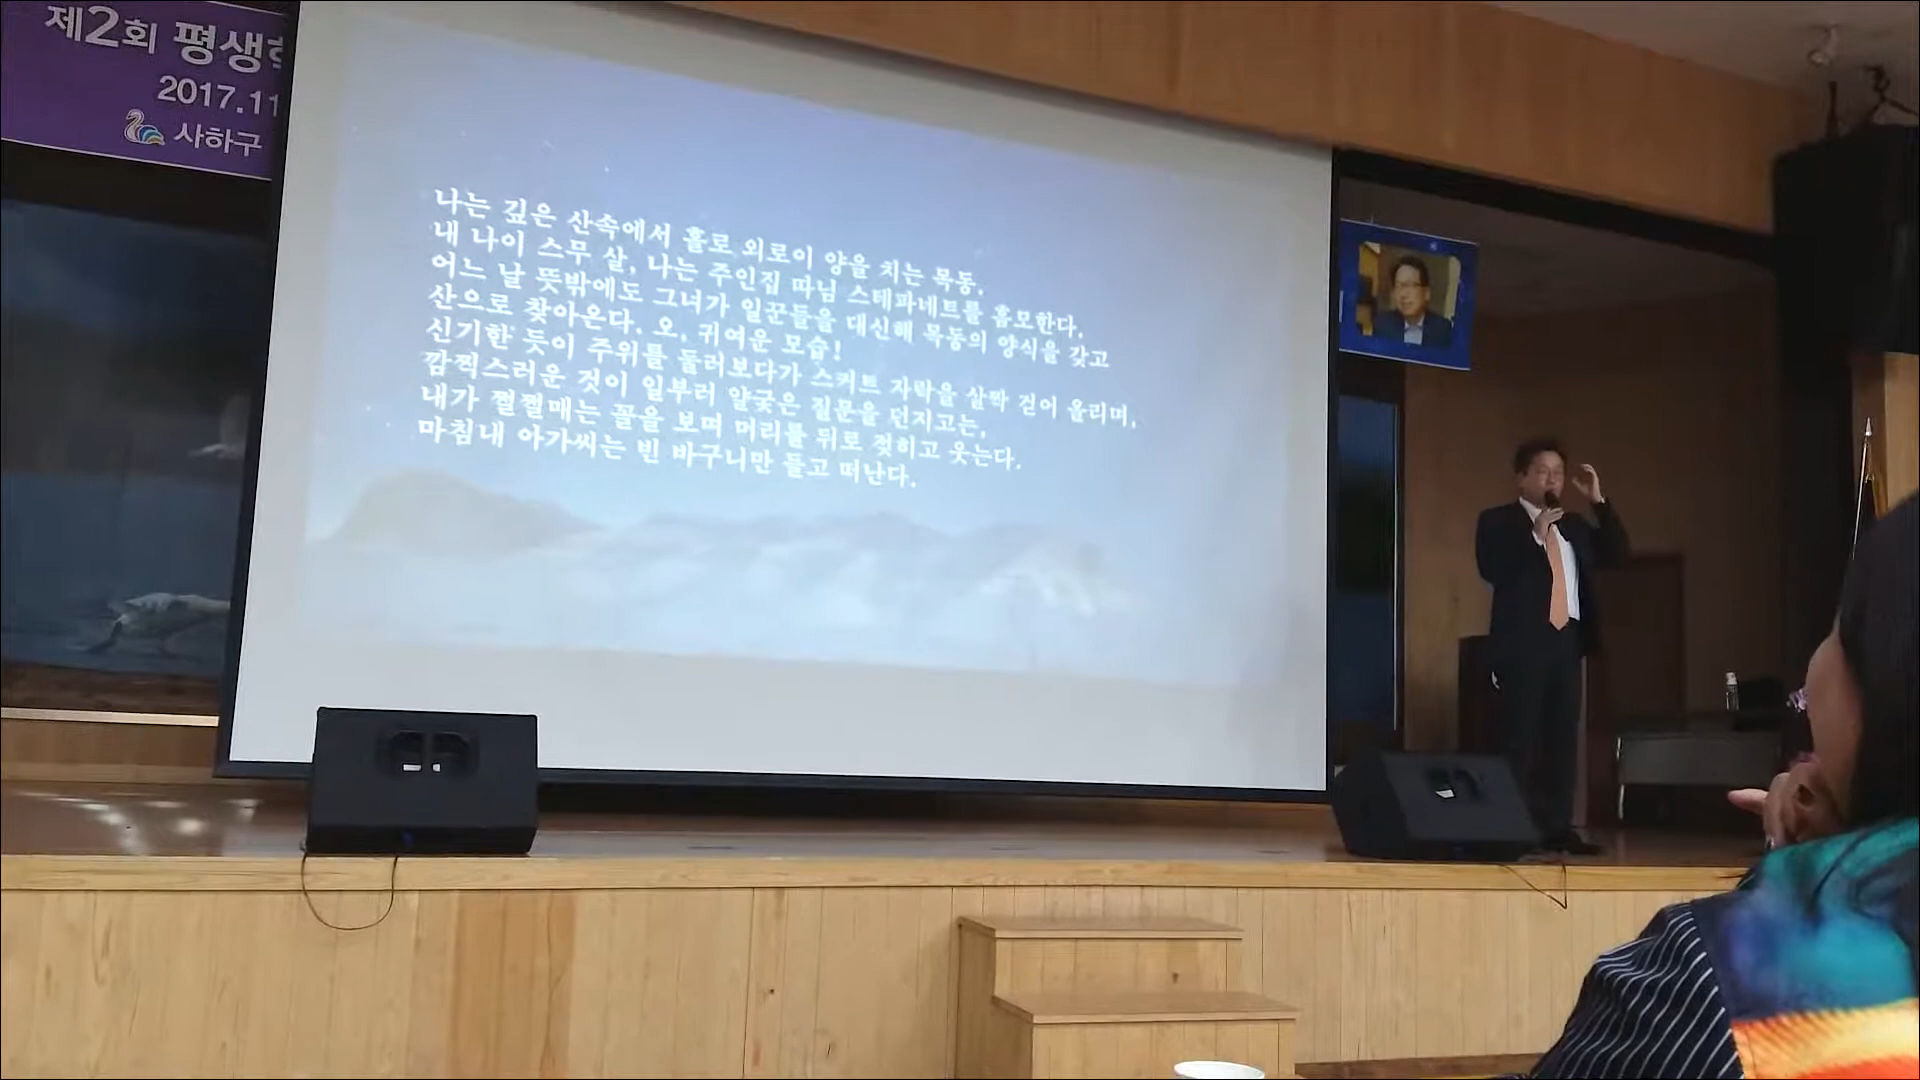 제2회 평생
2017.11
사하구
나는 깊은 산속에서 홀로 외로이 양을 치는 목동.
내 나이 스무 살, 나는 주인집 따님 스테파네트를 흠모한다.
어느 날 뜻밖에도 그녀가 일꾼들을 대신해 목동의 양식을 갖고
산으로 찾아온다. 오, 귀여운 모습!
신기한 듯이 주위를 둘러보다가 스커트 자락을 살짝 걷어 올리며,
깜찍스러운 것이 일부러 얄궂은 질문을 던지고는,
내가 쩔쩔매는 꼴을 보며 머리를 뒤로 젖히고 웃는다.
마침내 아가씨는 빈 바구니만 들고 떠난다.